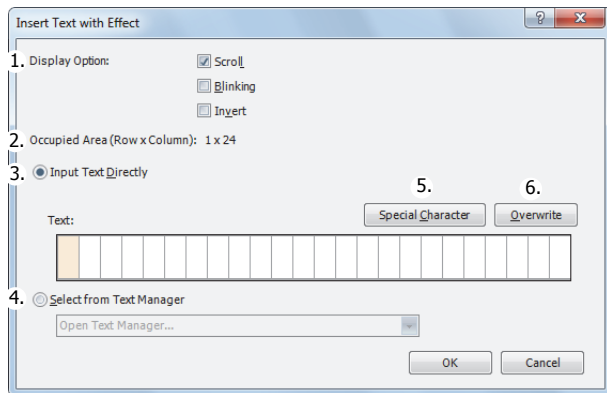 Insert Text with Effect
1. Display Option: Scroll
Blinking
Invert
2. Occupied Area (Row x Column): 1 x 24
3. Input Text Directly
5. 6.
Text: Special Character Overwrite
4. Select from Text Manager
Open Text Manager...
OK Cancel